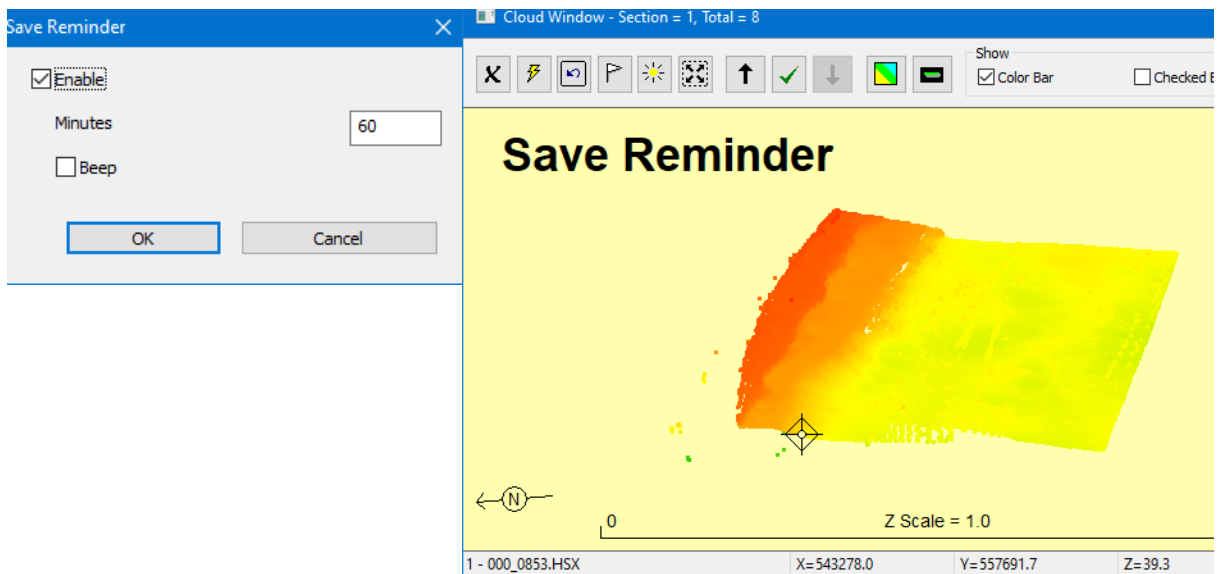 Save Reminder
Enable
Minutes
60
Beep
OK
Cancel
Cloud Window - Section = 1, Total = 8
Show
Color Bar
Checked
Save Reminder
N
0
Z Scale = 1.0
1 - 000_0853.HSX
X=543278.0
Y=557691.7
Z=39.3